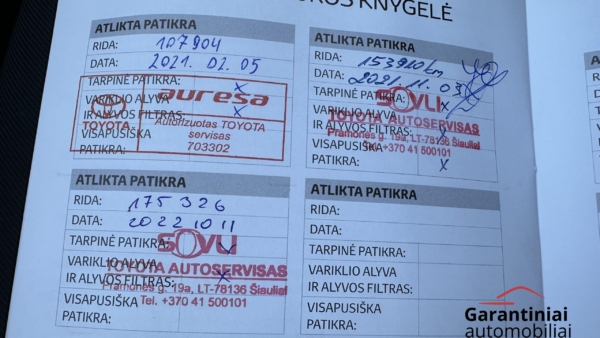 KNYGELĖ
ATLIKTA PATIKRA
RIDA: 107904
DATA: 2021. 02. 05
TARPINĖ PATIKRA: x
VARIKLIO ALYVA
IR ALYVOS FILTRAS: x
VISAPUSIŠKA
PATIKRA:
TOYOTA
auresa
Autorizuotas TOYOTA
servisas
703302
ATLIKTA PATIKRA
RIDA: 153910 km
DATA: 2021. 11. 03
TARPINĖ PATIKRA: x
VARIKLIO ALYVA
IR ALYVOS FILTRAS: x
VISAPUSIŠKA
PATIKRA: x
SOVLI
TOYOTA AUTOSERVISAS
Pramonės g. 19a, LT-78136 Šiauliai
Tel. +370 41 500101
ATLIKTA PATIKRA
RIDA: 175 326
DATA: 2022 10 11
TARPINĖ PATIKRA:
VARIKLIO ALYVA
IR ALYVOS FILTRAS: x
VISAPUSIŠKA
PATIKRA:
SOVLI
TOYOTA AUTOSERVISAS
Pramonės g. 19a, LT-78136 Šiauliai
Tel. +370 41 500101
ATLIKTA PATIKRA
RIDA:
DATA:
TARPINĖ PATIKRA:
VARIKLIO ALYVA
IR ALYVOS FILTRAS:
VISAPUSIŠKA
PATIKRA:
Garantiniai
automobiliai